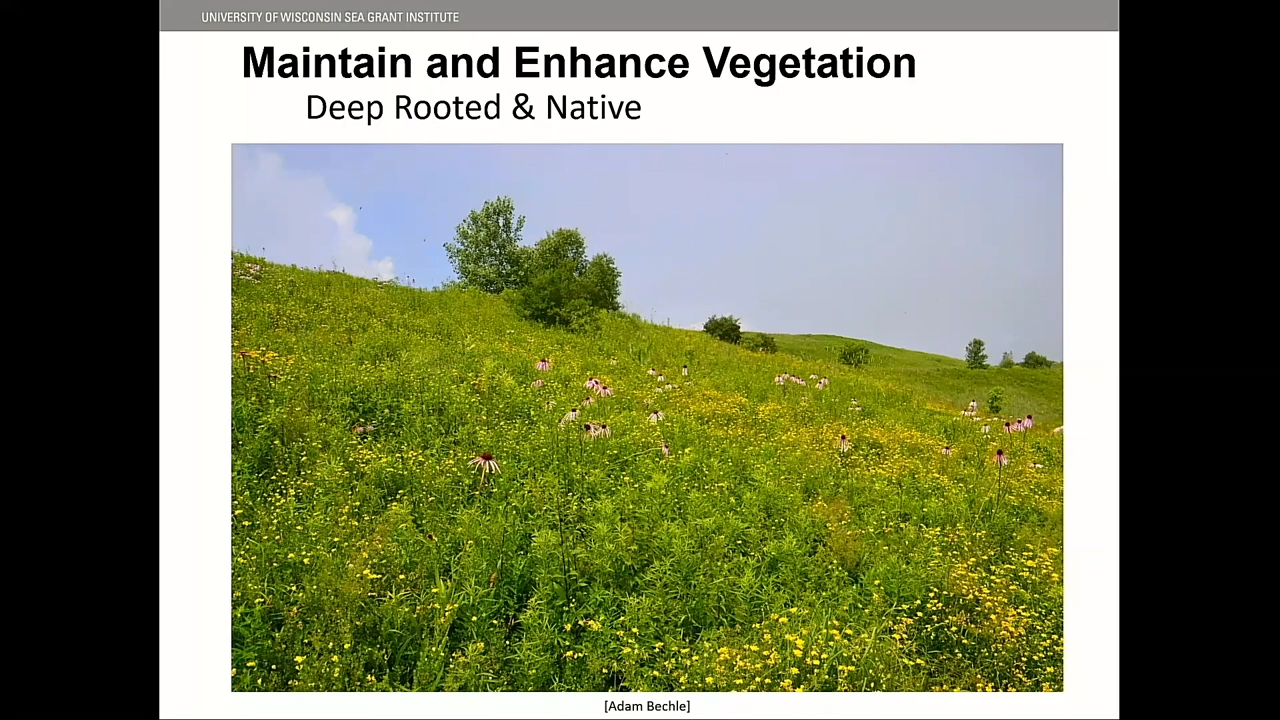 UNIVERSITY OF WISCONSIN SEA GRANT INSTITUTE
Maintain and Enhance Vegetation
Deep Rooted & Native
[Adam Bechle]